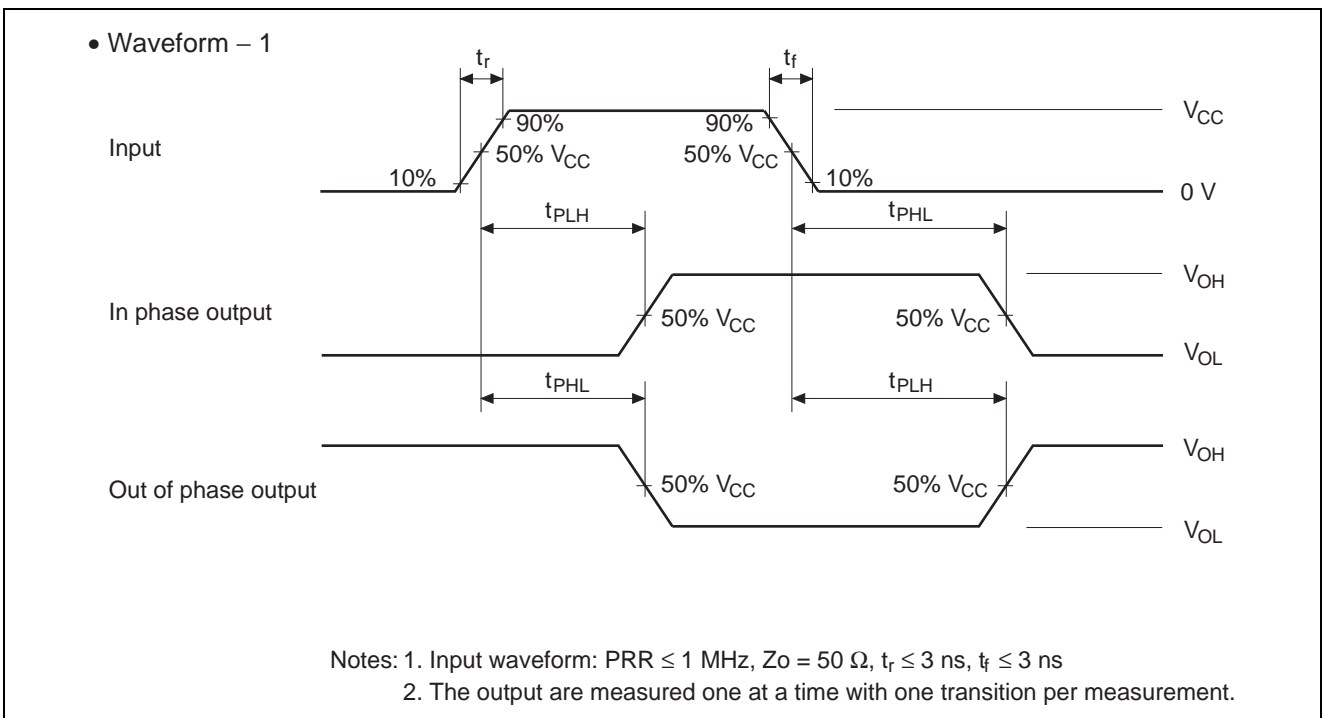 • Waveform – 1
tr
tf
Input
10%
90%
50% VCC
90%
50% VCC
10%
VCC
0 V
tPLH
tPHL
In phase output
50% VCC
50% VCC
VOH
VOL
tPHL
tPLH
Out of phase output
50% VCC
50% VCC
VOH
VOL
Notes: 1. Input waveform: PRR ≤ 1 MHz, Zo = 50 Ω, tr ≤ 3 ns, tf ≤ 3 ns
2. The output are measured one at a time with one transition per measurement.